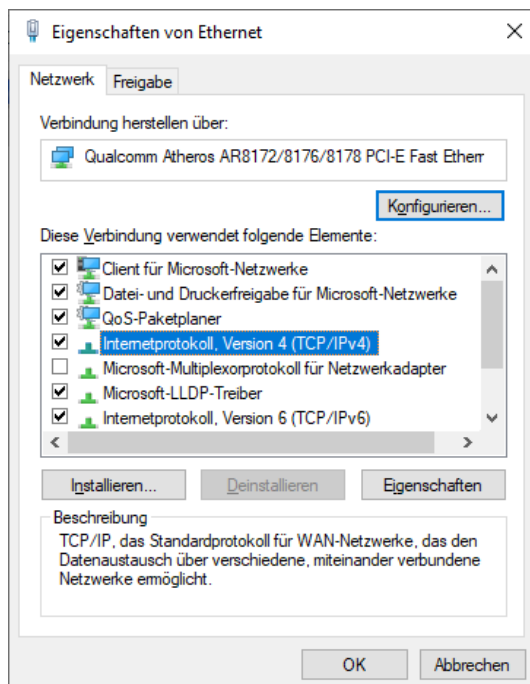 Eigenschaften von Ethernet
Netzwerk
Freigabe
Verbindung herstellen über:
Qualcomm Atheros AR8172/8176/8178 PCI-E Fast Etherr
Konfigurieren...
Diese Verbindung verwendet folgende Elemente:
Client für Microsoft-Netzwerke
Datei- und Druckerfreigabe für Microsoft-Netzwerke
QoS-Paketplaner
Internetprotokoll, Version 4 (TCP/IPv4)
Microsoft-Multiplexorprotokoll für Netzwerkadapter
Microsoft-LLDP-Treiber
Internetprotokoll, Version 6 (TCP/IPv6)
Installieren...
Deinstallieren
Eigenschaften
Beschreibung
TCP/IP, das Standardprotokoll für WAN-Netzwerke, das den
Datenaustausch über verschiedene, miteinander verbundene
Netzwerke ermöglicht.
OK
Abbrechen